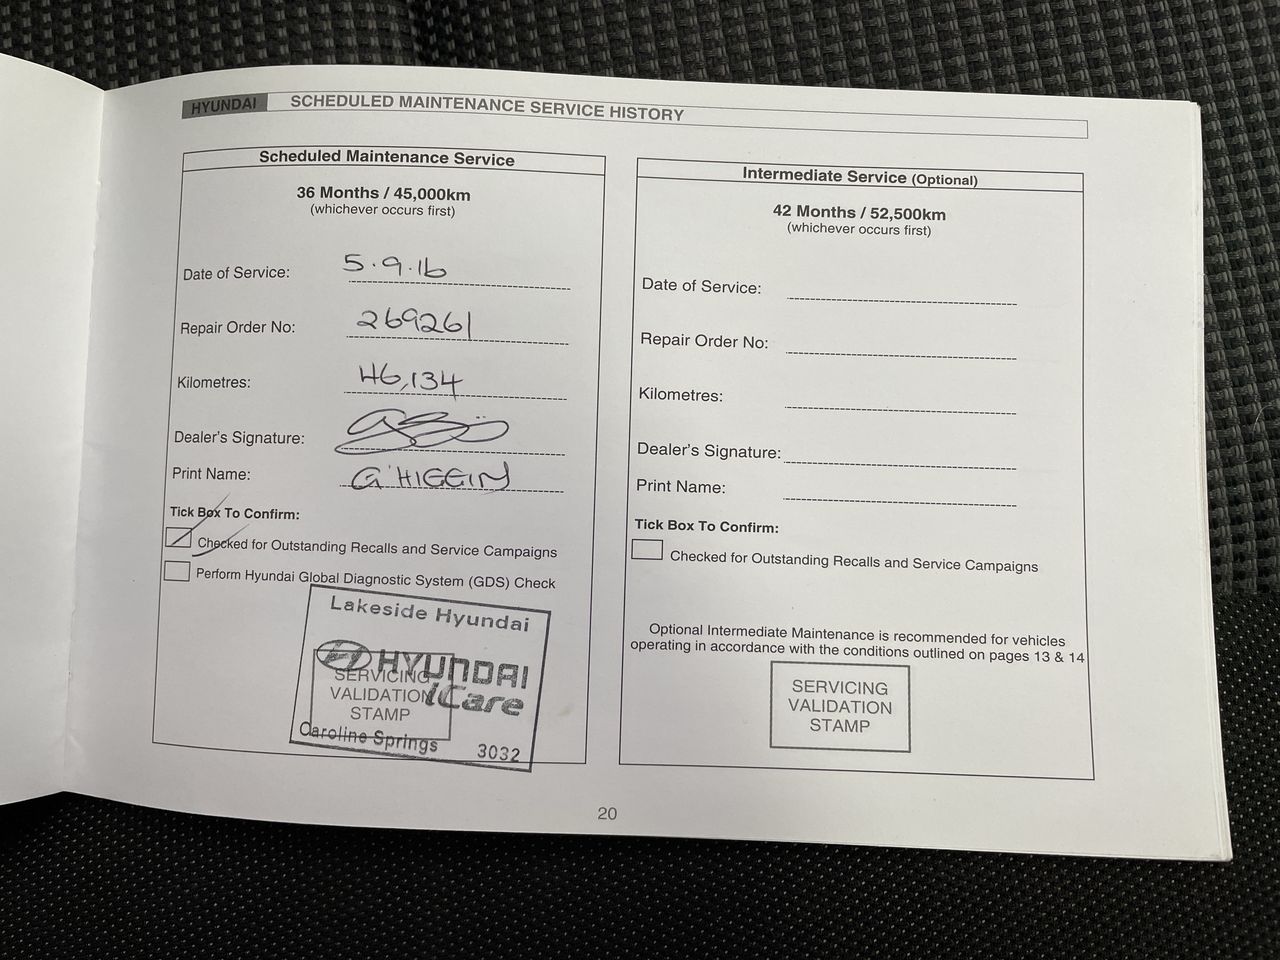 HYUNDAI SCHEDULED MAINTENANCE SERVICE HISTORY
Scheduled Maintenance Service
36 Months / 45,000km
(whichever occurs first)
Date of Service: 5.9.16
Repair Order No: 269261
Kilometres: 46,134
Dealer's Signature:
Print Name: G HIGGIN
Tick Box To Confirm:
Checked for Outstanding Recalls and Service Campaigns
Perform Hyundai Global Diagnostic System (GDS) Check
Lakeside Hyundai
HYUNDAI
iCare
SERVICING
VALIDATION
STAMP
Caroline Springs 3032
Intermediate Service (Optional)
42 Months / 52,500km
(whichever occurs first)
Date of Service:
Repair Order No:
Kilometres:
Dealer's Signature:
Print Name:
Tick Box To Confirm:
Checked for Outstanding Recalls and Service Campaigns
Optional Intermediate Maintenance is recommended for vehicles
operating in accordance with the conditions outlined on pages 13 & 14
SERVICING
VALIDATION
STAMP
20